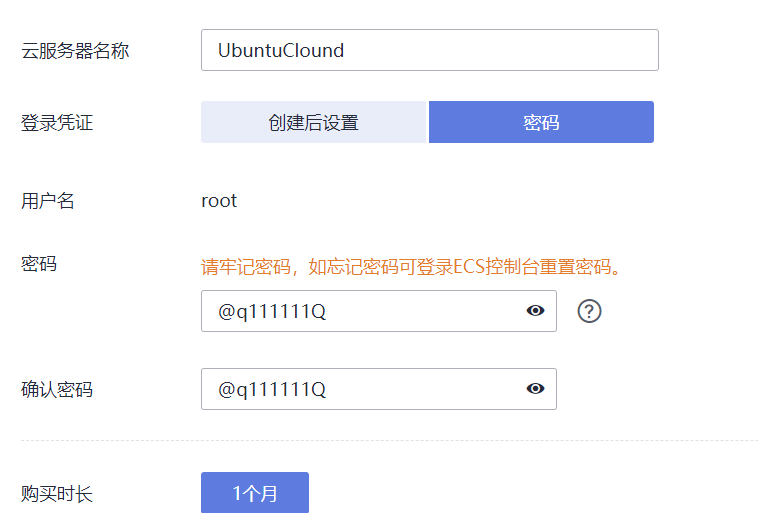 云服务器名称 UbuntuClound
登录凭证 创建后设置 密码
用户名 root
密码 请牢记密码，如忘记密码可登录ECS控制台重置密码。
@q111111Q
确认密码 @q111111Q
购买时长 1个月